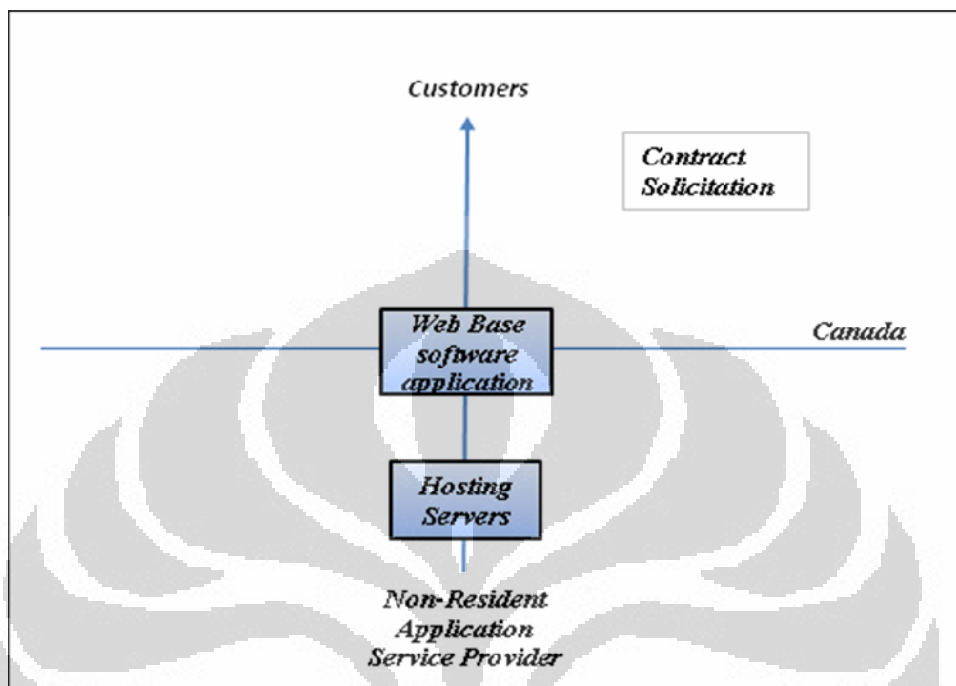 Customers
Contract
Solicitation
Web Base
software
application
Canada
Hosting
Servers
Non-Resident
Application
Service Provider